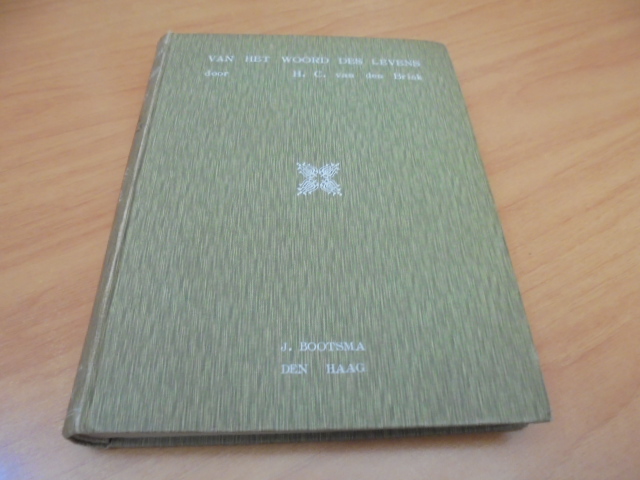 VAN HET WOORD DES LEVENS
door H. C. van den Brink
J. BOOTSMA
DEN HAAG